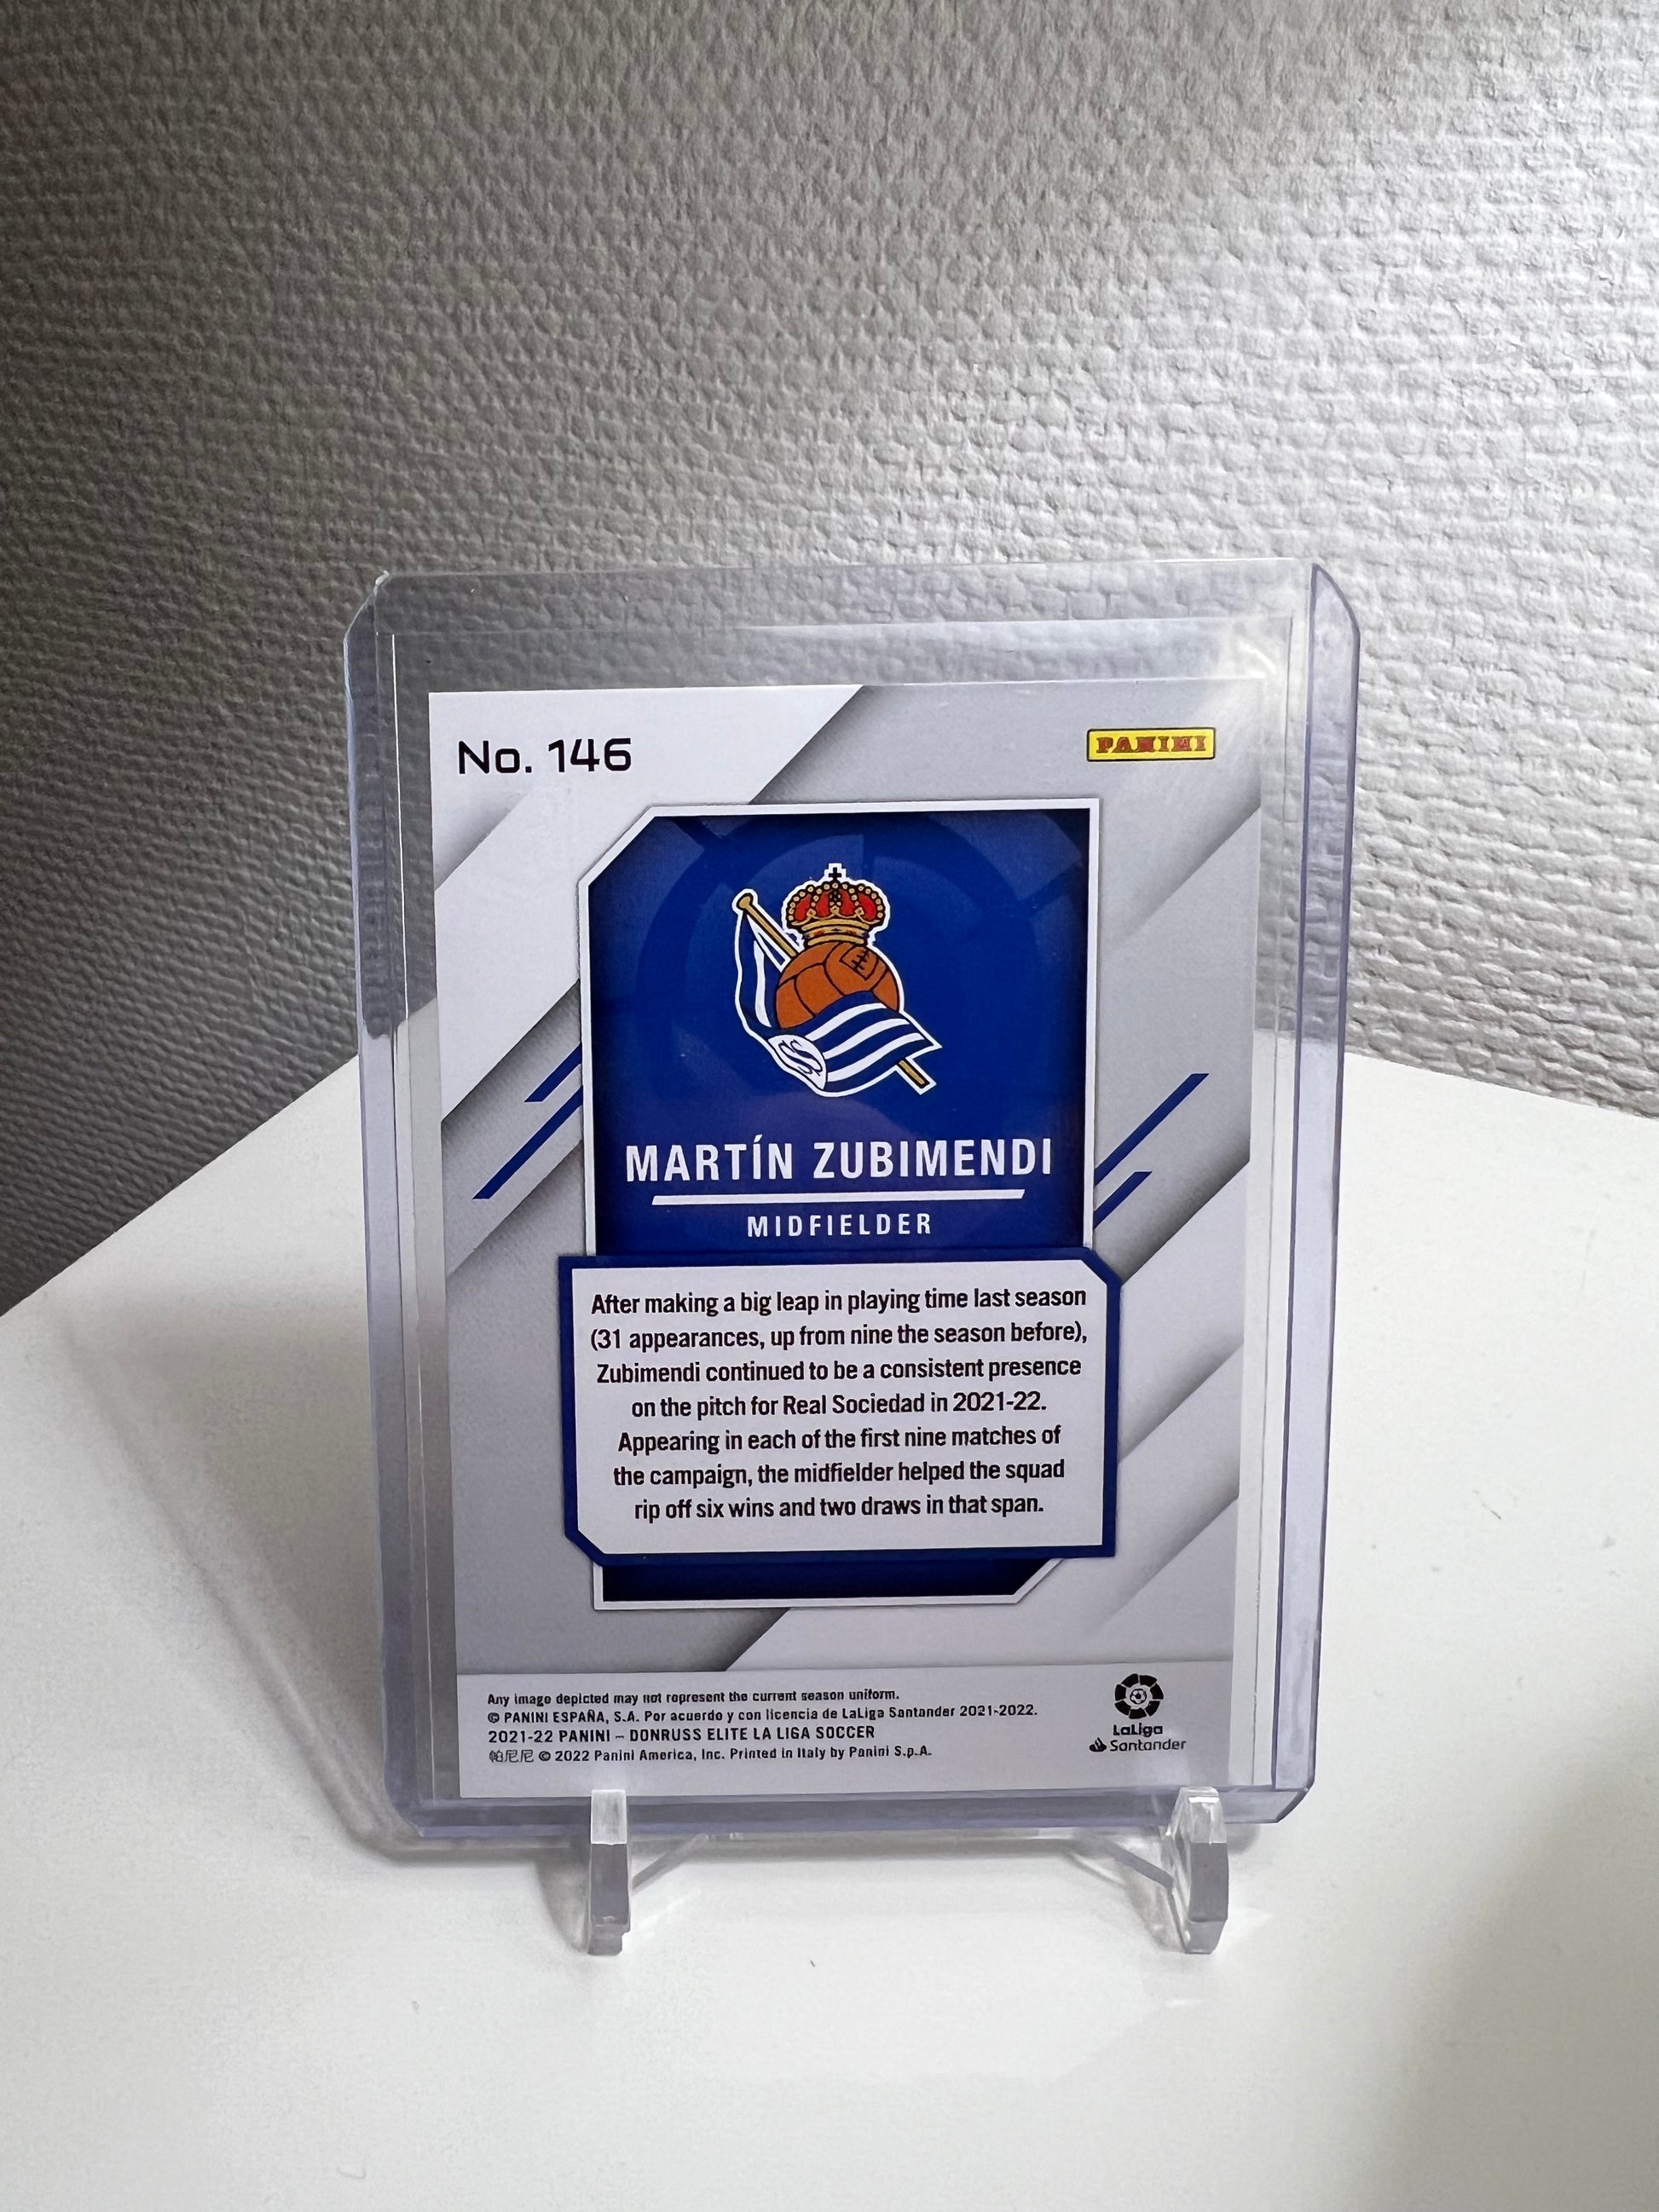 No. 146
PANINI
MARTÍN ZUBIMENDI
MIDFIELDER
After making a big leap in playing time last season
(31 appearances, up from nine the season before),
Zubimendi continued to be a consistent presence
on the pitch for Real Sociedad in 2021-22.
Appearing in each of the first nine matches of
the campaign, the midfielder helped the squad
rip off six wins and two draws in that span.
Any image depicted may not represent the current season uniform.
© PANINI ESPAÑA, S.A. Por acuerdo y con licencia de LaLiga Santander 2021-2022.
2021-22 PANINI – DONRUSS ELITE LA LIGA SOCCER
帕尼尼 © 2022 Panini America, Inc. Printed in Italy by Panini S.p.A.
LaLiga
Santander